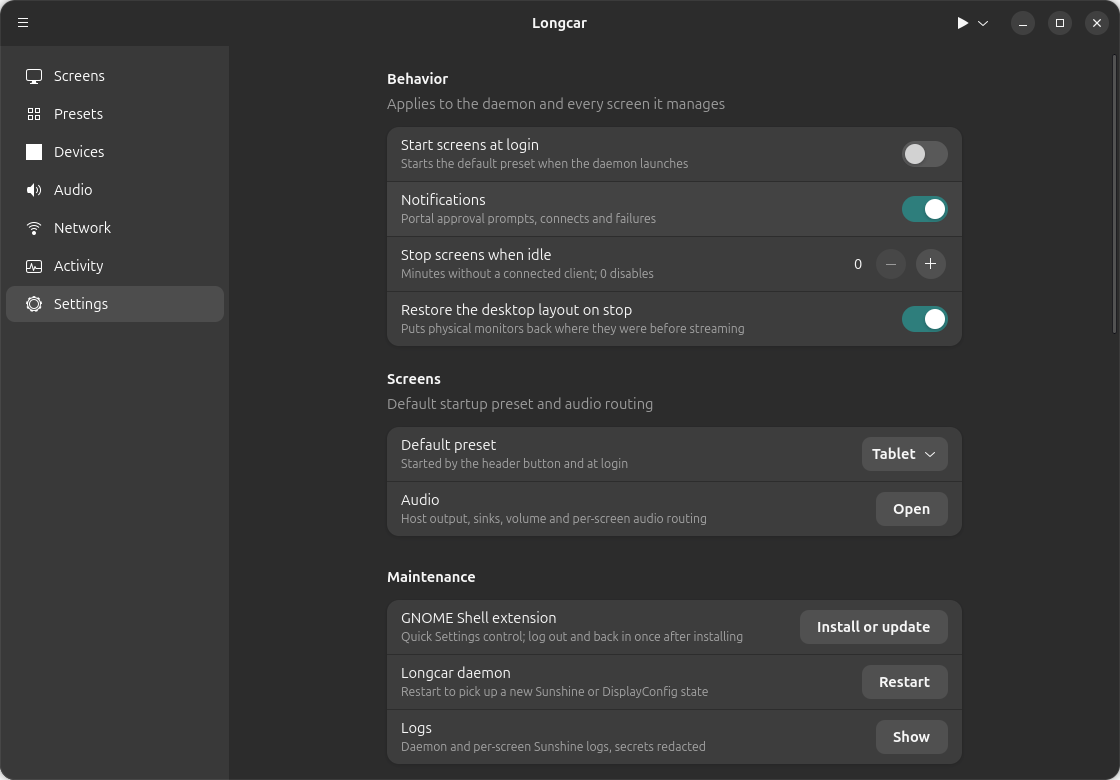 Longcar
Screens
Presets
Devices
Audio
Network
Activity
Settings
Behavior
Applies to the daemon and every screen it manages
Start screens at login
Starts the default preset when the daemon launches
Notifications
Portal approval prompts, connects and failures
Stop screens when idle
Minutes without a connected client; 0 disables
0
Restore the desktop layout on stop
Puts physical monitors back where they were before streaming
Screens
Default startup preset and audio routing
Default preset
Started by the header button and at login
Tablet
Audio
Host output, sinks, volume and per-screen audio routing
Open
Maintenance
GNOME Shell extension
Quick Settings control; log out and back in once after installing
Install or update
Longcar daemon
Restart to pick up a new Sunshine or DisplayConfig state
Restart
Logs
Daemon and per-screen Sunshine logs, secrets redacted
Show